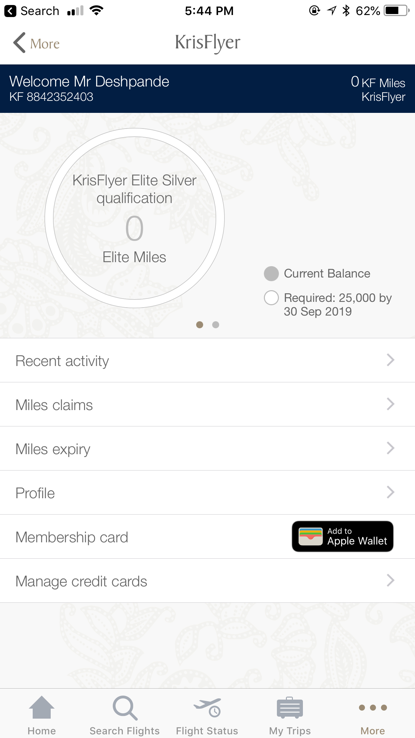 Search
5:44 PM
62%
More
KrisFlyer
Welcome Mr Deshpande
0 KF Miles
KF 8842352403
KrisFlyer
KrisFlyer Elite Silver
qualification
0
Elite Miles
Current Balance
Required: 25,000 by
30 Sep 2019
Recent activity
Miles claims
Miles expiry
Profile
Membership card
Add to
Apple Wallet
Manage credit cards
Home
Search Flights
Flight Status
My Trips
More